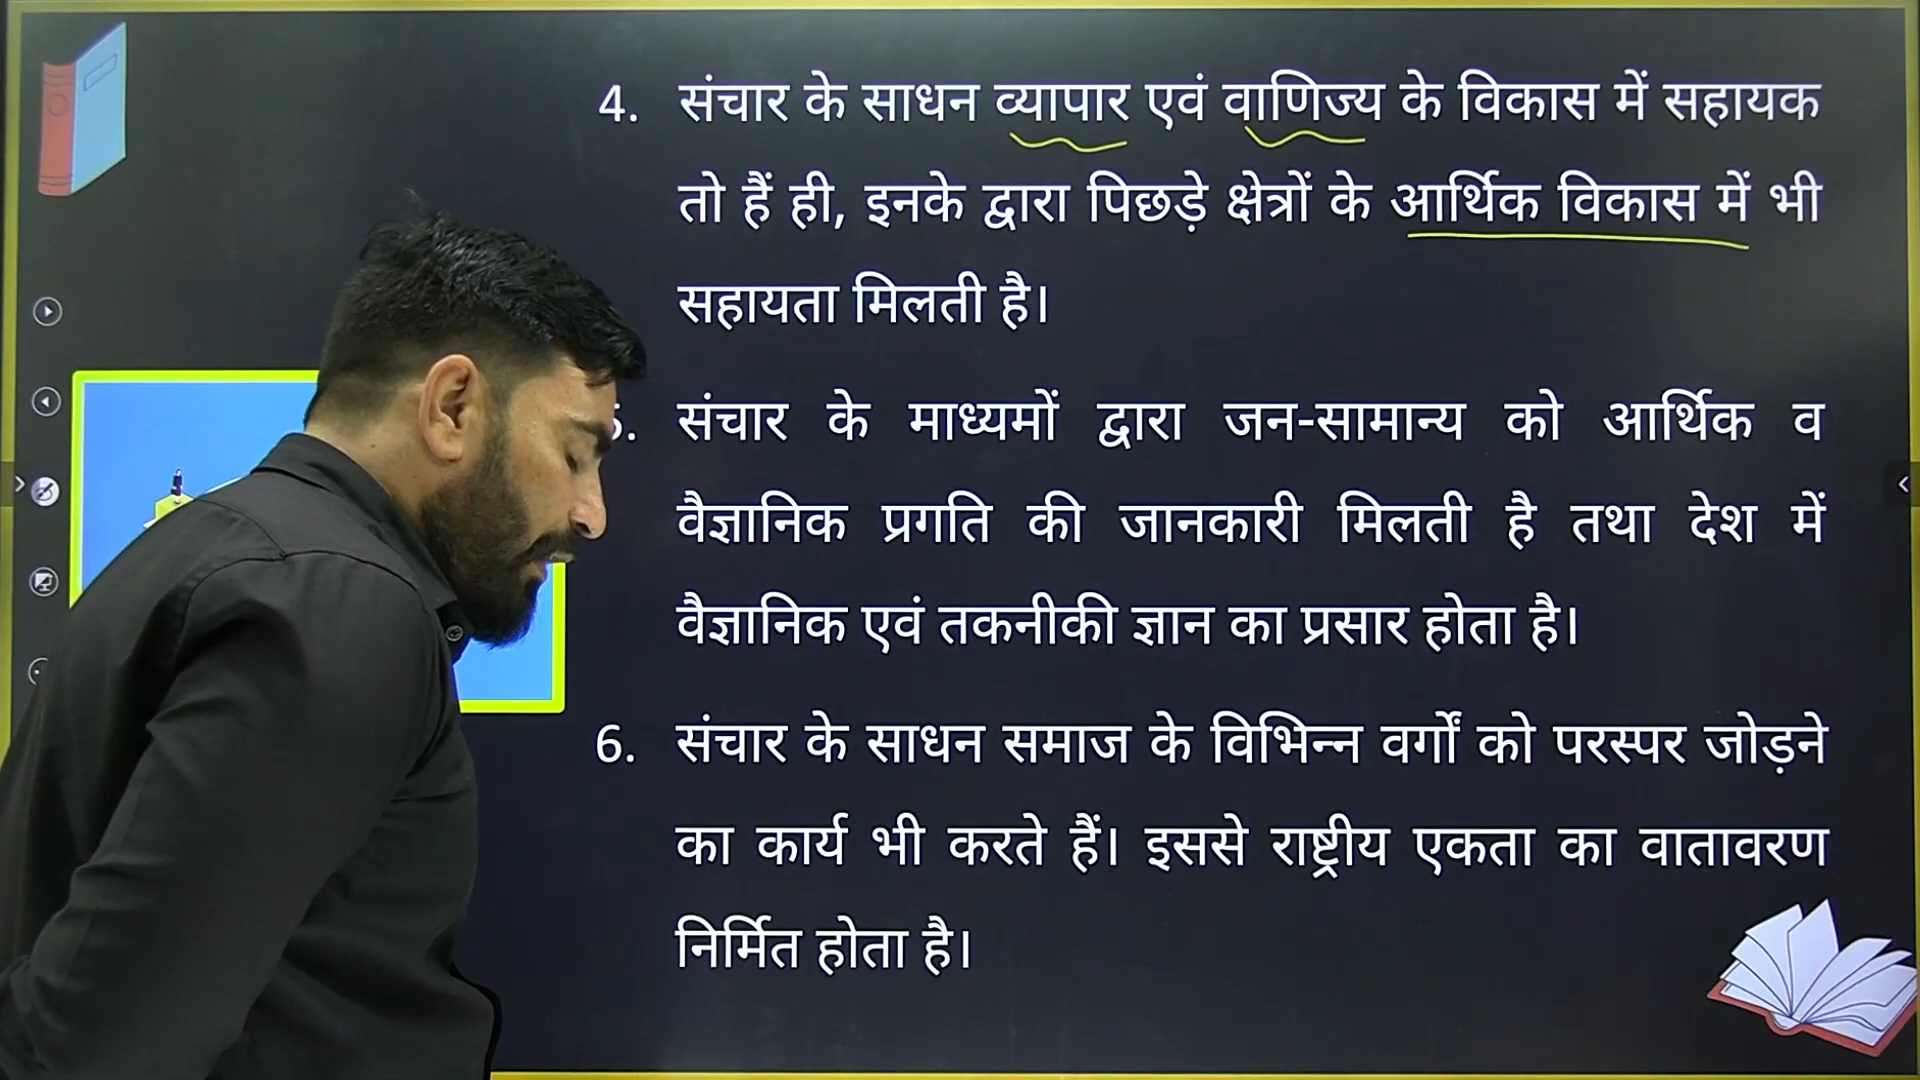 4. संचार के साधन व्यापार एवं वाणिज्य के विकास में सहायक
तो हैं ही, इनके द्वारा पिछड़े क्षेत्रों के आर्थिक विकास में भी
सहायता मिलती है।
5. संचार के माध्यमों द्वारा जन-सामान्य को आर्थिक व
वैज्ञानिक प्रगति की जानकारी मिलती है तथा देश में
वैज्ञानिक एवं तकनीकी ज्ञान का प्रसार होता है।
6. संचार के साधन समाज के विभिन्न वर्गों को परस्पर जोड़ने
का कार्य भी करते हैं। इससे राष्ट्रीय एकता का वातावरण
निर्मित होता है।